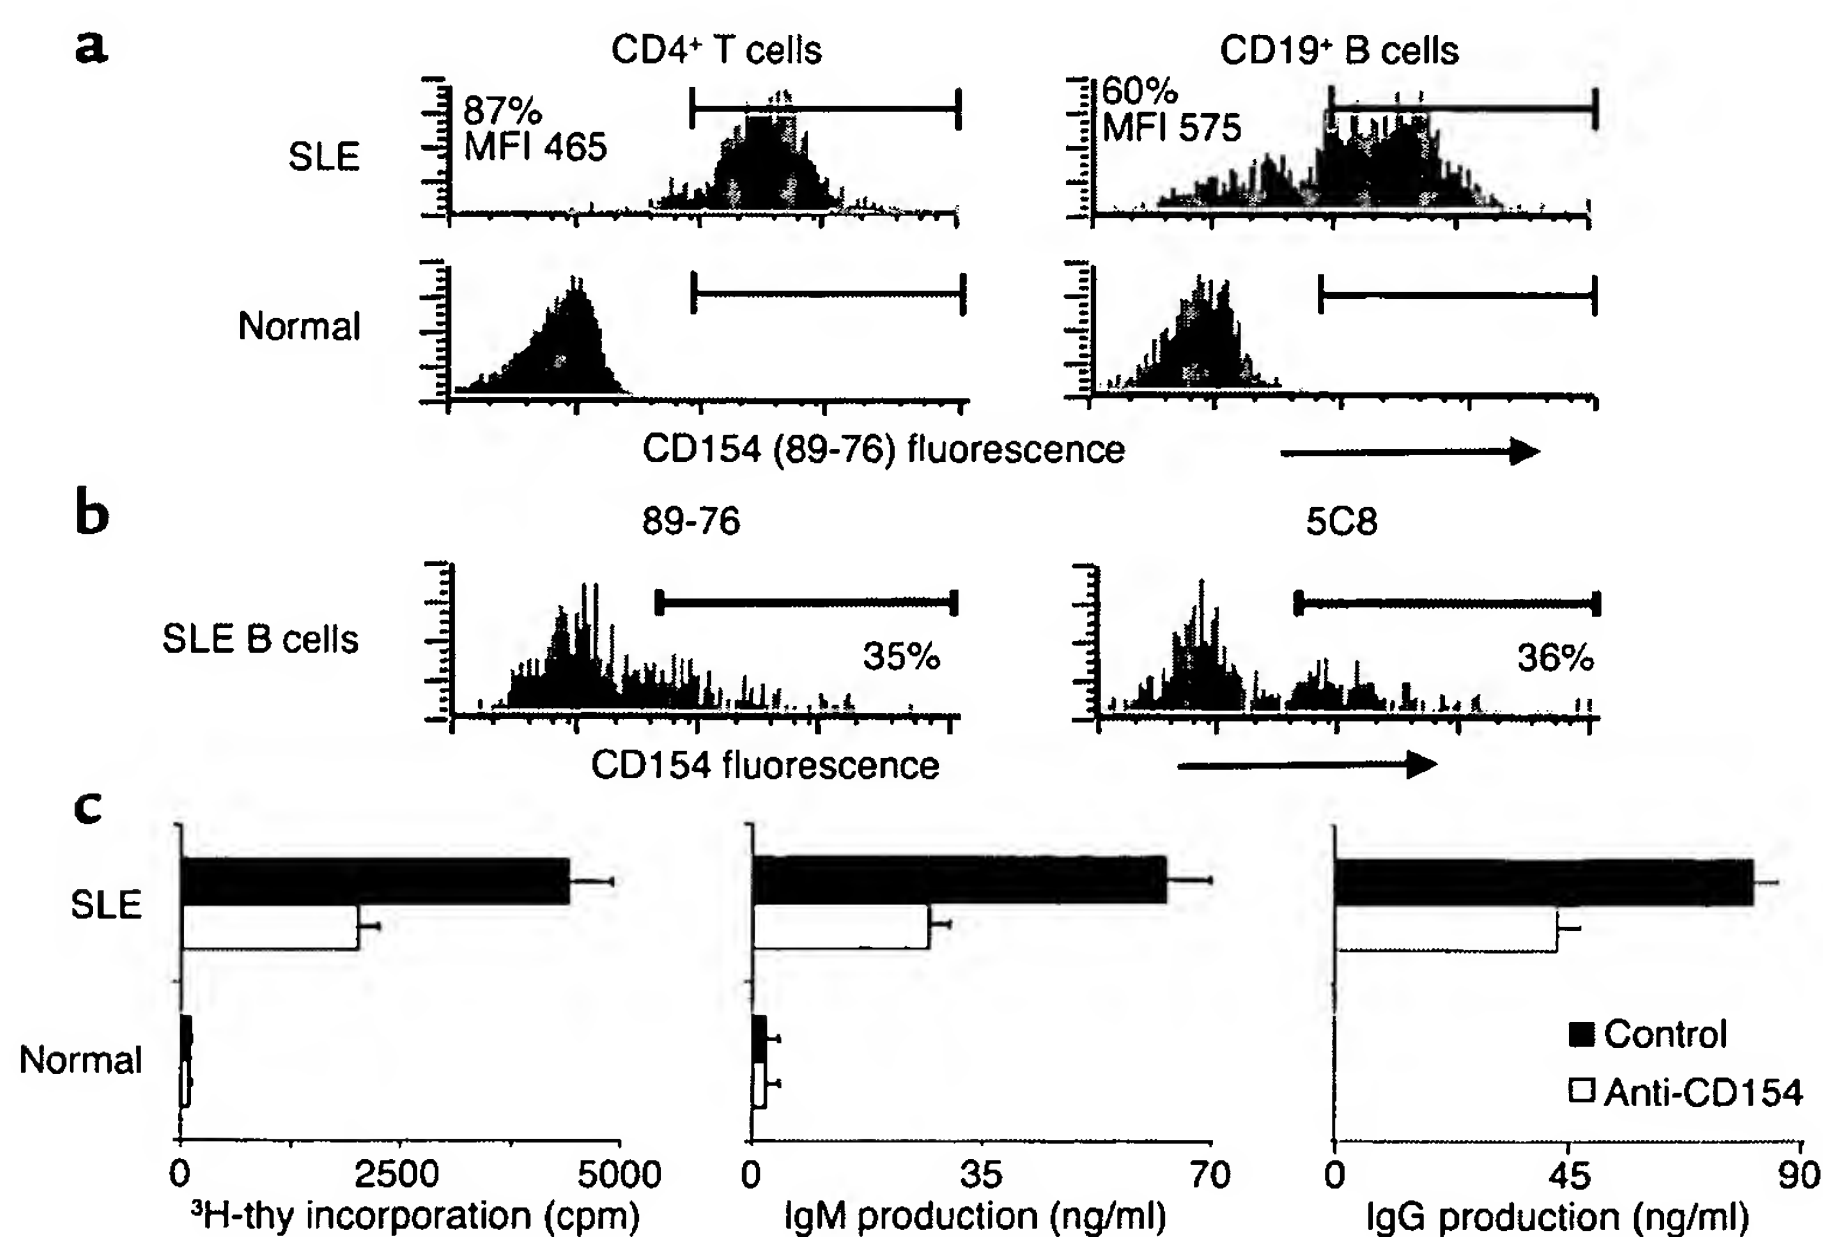 a
CD4⁺ T cells
CD19⁺ B cells
SLE
87%
MFI 465
60%
MFI 575
Normal
CD154 (89-76) fluorescence
b
89-76
5C8
SLE B cells
35%
36%
CD154 fluorescence
c
SLE
Normal
Control
Anti-CD154
0 2500 5000
³H-thy incorporation (cpm)
0 35 70
IgM production (ng/ml)
0 45 90
IgG production (ng/ml)